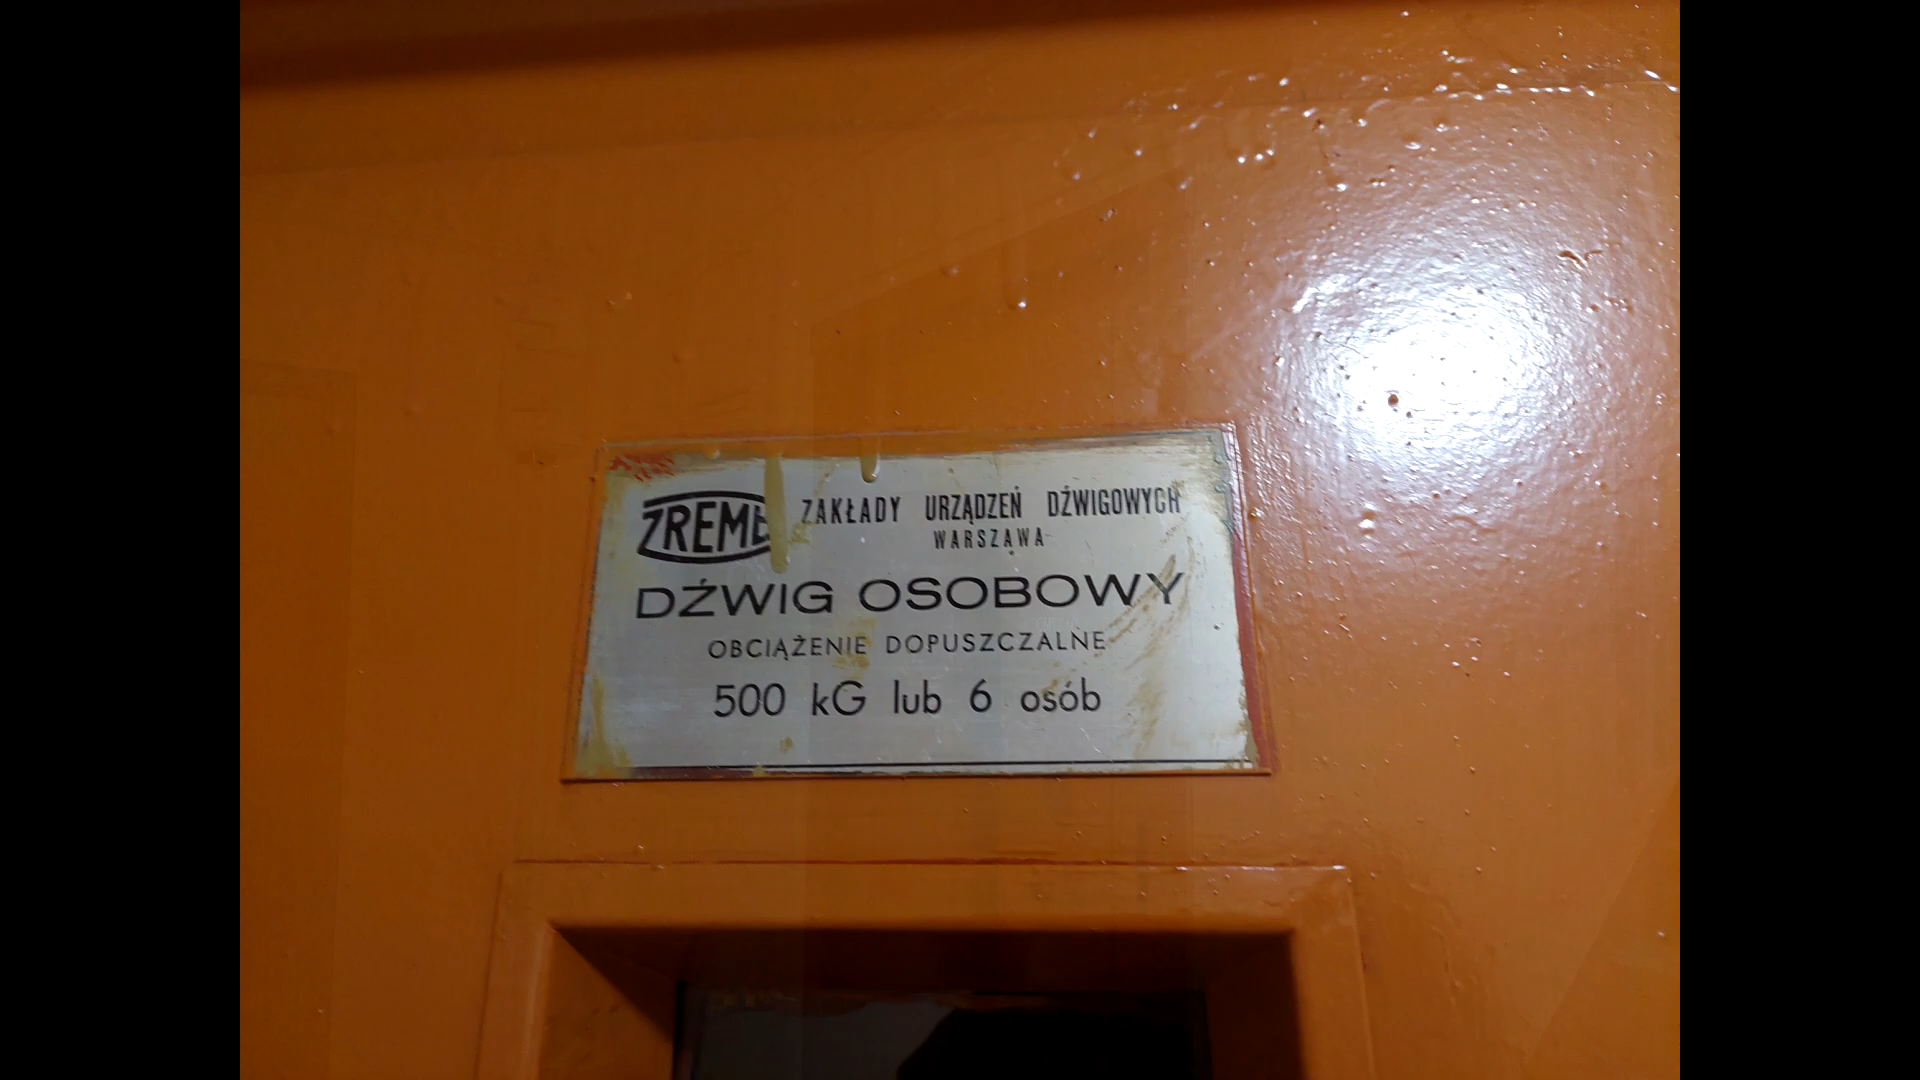 ZREMB ZAKŁADY URZĄDZEŃ DŹWIGOWYCH
WARSZAWA
DŹWIG OSOBOWY
OBCIĄŻENIE DOPUSZCZALNE
500 kG lub 6 osób